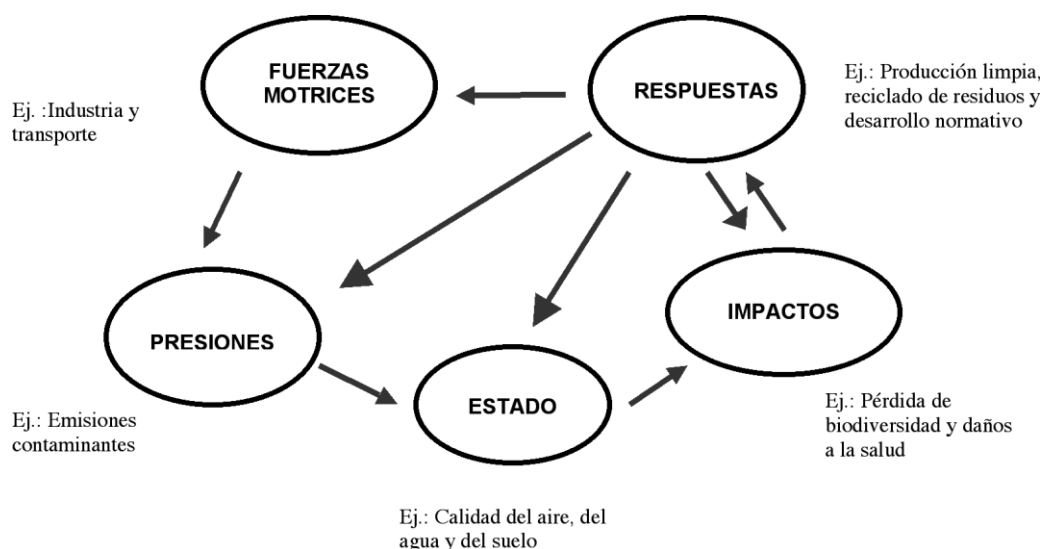 FUERZAS
MOTRICES
RESPUESTAS
Ej.: Producción limpia,
reciclado de residuos y
desarrollo normativo
Ej. :Industria y
transporte
PRESIONES
IMPACTOS
ESTADO
Ej.: Emisiones
contaminantes
Ej.: Pérdida de
biodiversidad y daños
a la salud
Ej.: Calidad del aire, del
agua y del suelo